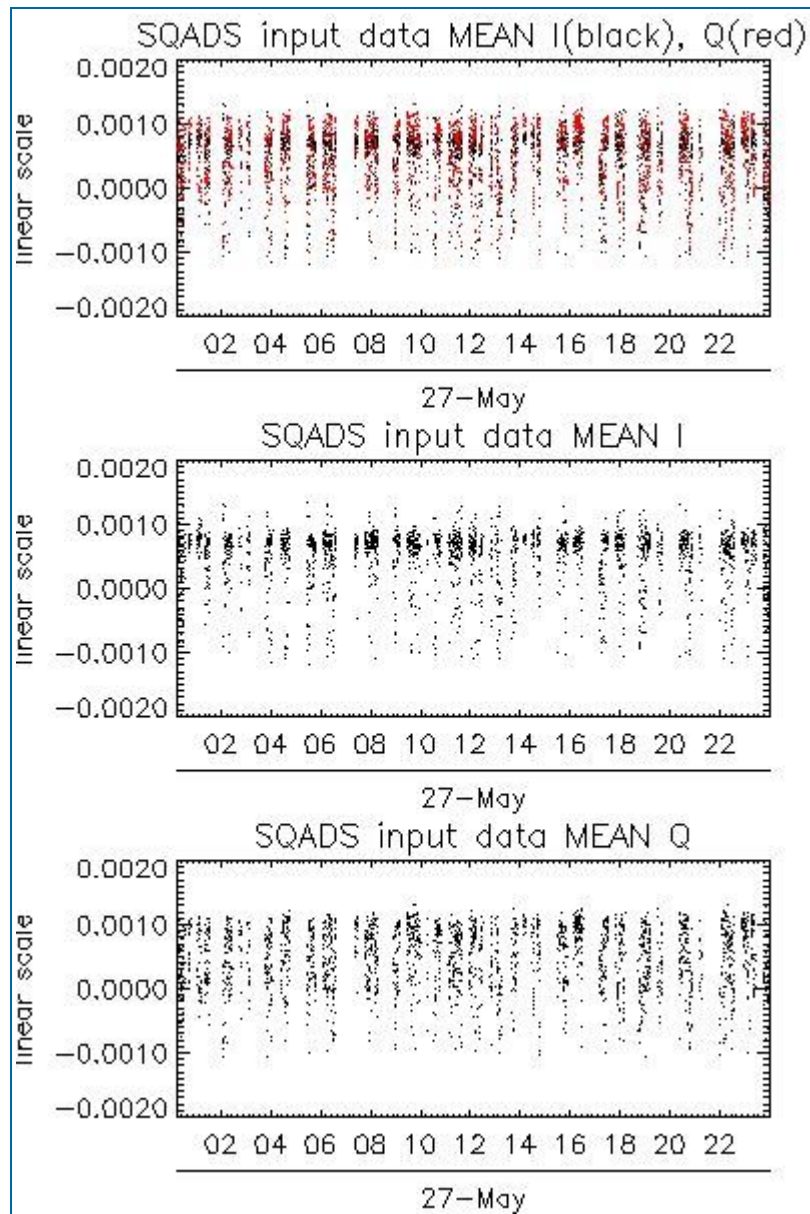 SQADS input data MEAN I(black), Q(red)
linear scale
0.0020
0.0010
0.0000
−0.0010
−0.0020
02 04 06 08 10 12 14 16 18 20 22
27−May
SQADS input data MEAN I
linear scale
0.0020
0.0010
0.0000
−0.0010
−0.0020
02 04 06 08 10 12 14 16 18 20 22
27−May
SQADS input data MEAN Q
linear scale
0.0020
0.0010
0.0000
−0.0010
−0.0020
02 04 06 08 10 12 14 16 18 20 22
27−May